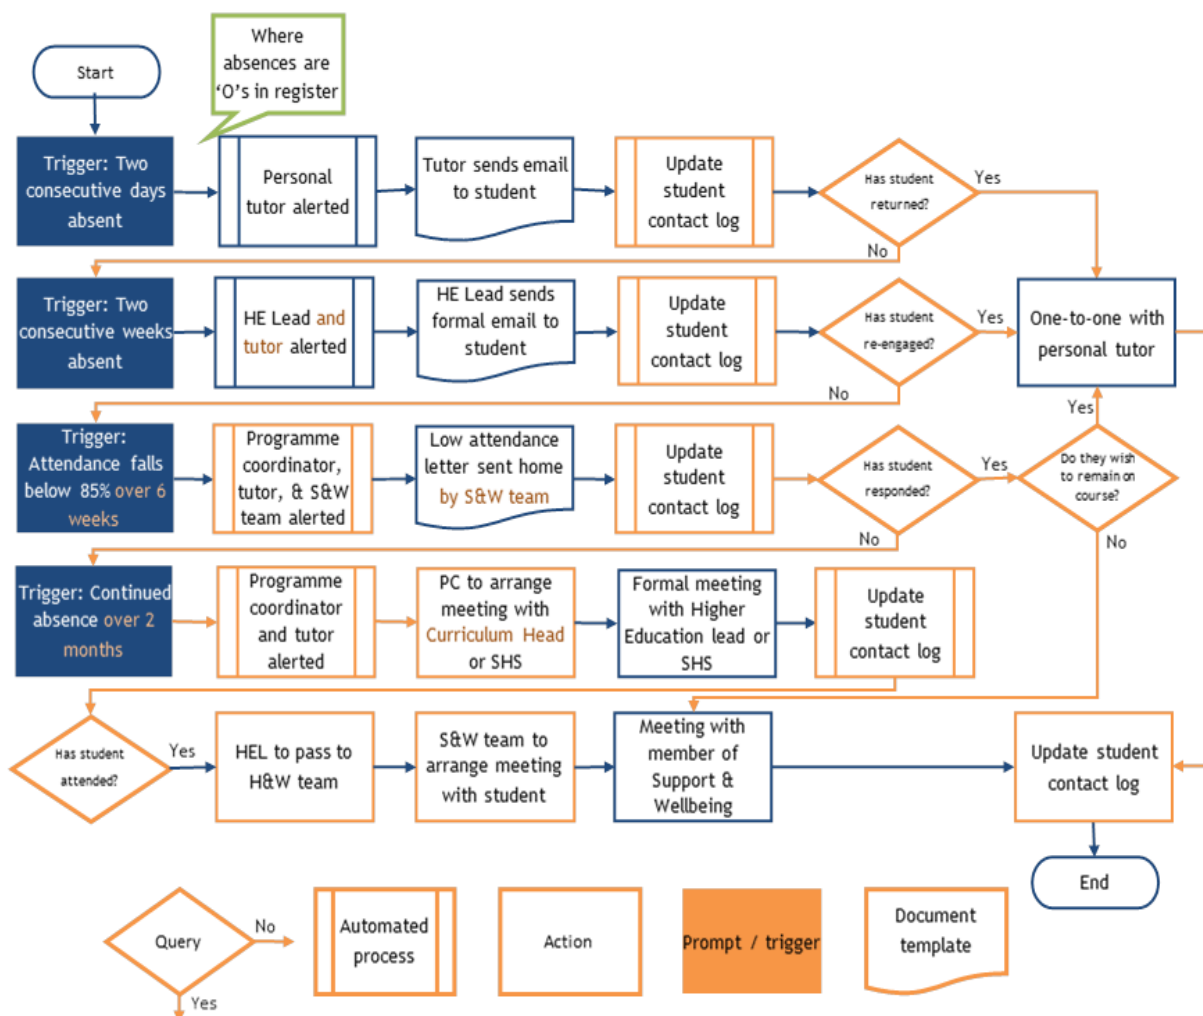 Start
Where
absences are
‘O’s in register
Trigger: Two
consecutive days
absent
Personal
tutor alerted
Tutor sends email
to student
Update
student
contact log
Has student
returned?
Yes
No
Trigger: Two
consecutive weeks
absent
HE Lead and
tutor alerted
HE Lead sends
formal email to
student
Update
student
contact log
Has student
re-engaged?
Yes
No
One-to-one with
personal tutor
Trigger:
Attendance falls
below 85% over 6
weeks
Programme
coordinator,
tutor, & S&W
team alerted
Low attendance
letter sent home
by S&W team
Update
student
contact log
Has student
responded?
Yes
No
Do they wish
to remain on
course?
Yes
No
Trigger: Continued
absence over 2
months
Programme
coordinator
and tutor
alerted
PC to arrange
meeting with
Curriculum Head
or SHS
Formal meeting
with Higher
Education lead or
SHS
Update
student
contact log
Has student
attended?
Yes
HEL to pass to
H&W team
S&W team to
arrange meeting
with student
Meeting with
member of
Support &
Wellbeing
Update student
contact log
End
Query
No
Yes
Automated
process
Action
Prompt / trigger
Document
template